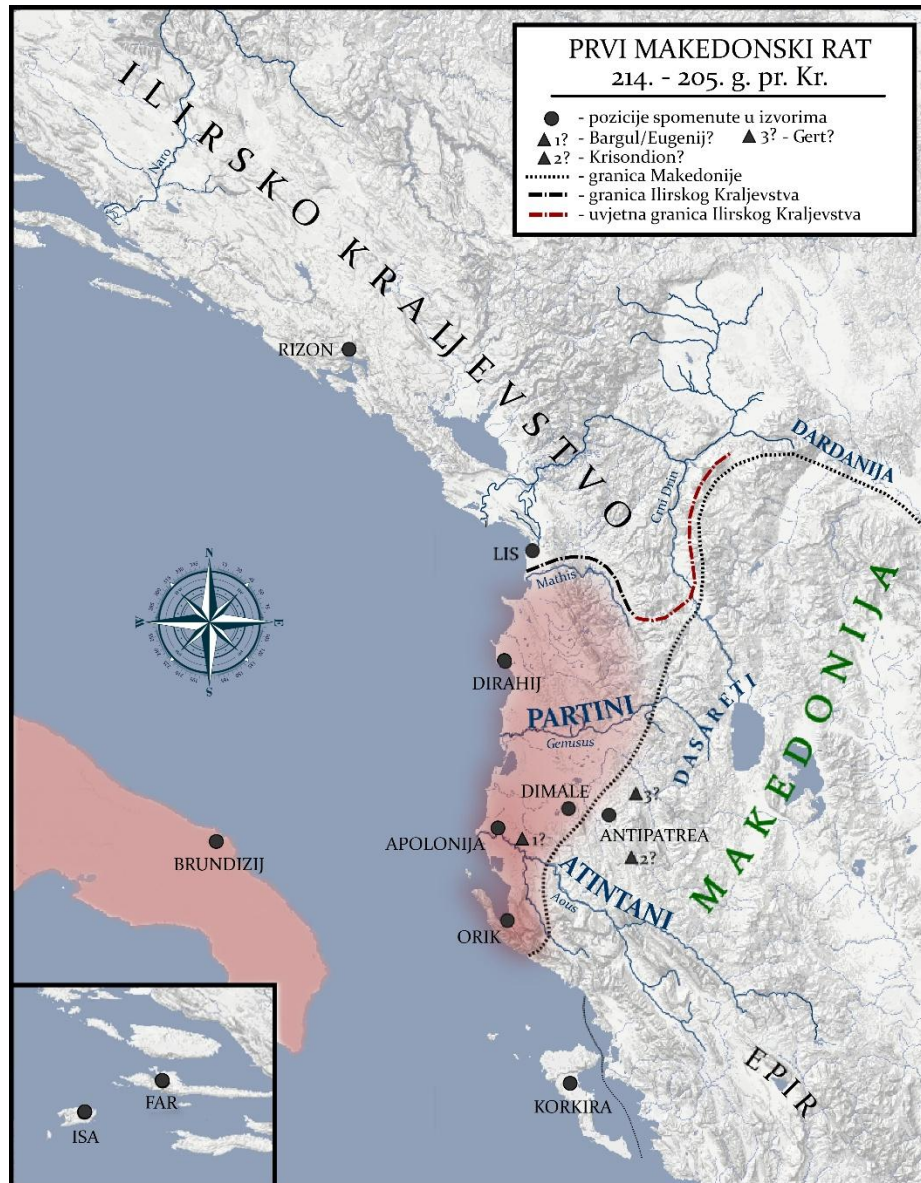 PRVI MAKEDONSKI RAT
214. - 205. g. pr. Kr.
- pozicije spomenute u izvorima
1? - Bargul/Eugenij? 3? - Gert?
2? - Krisondion?
- granica Makedonije
- granica Ilirskog Kraljevstva
- uvjetna granica Ilirskog Kraljevstva
ILIRSKO KRALJEVSTVO
Naro
RIZON
DARDANIJA
Crni Drin
LIS
Mathis
MAKEDONIJA
N
W E
S
DIRAHIJ
PARTINI
Genusus
DASARETI
DIMALE
3?
ANTIPATREA
APOLONIJA
1?
2?
BRUNDIZIJ
ATINTANI
Aous
ORIK
EPIR
KORKIRA
FAR
ISA